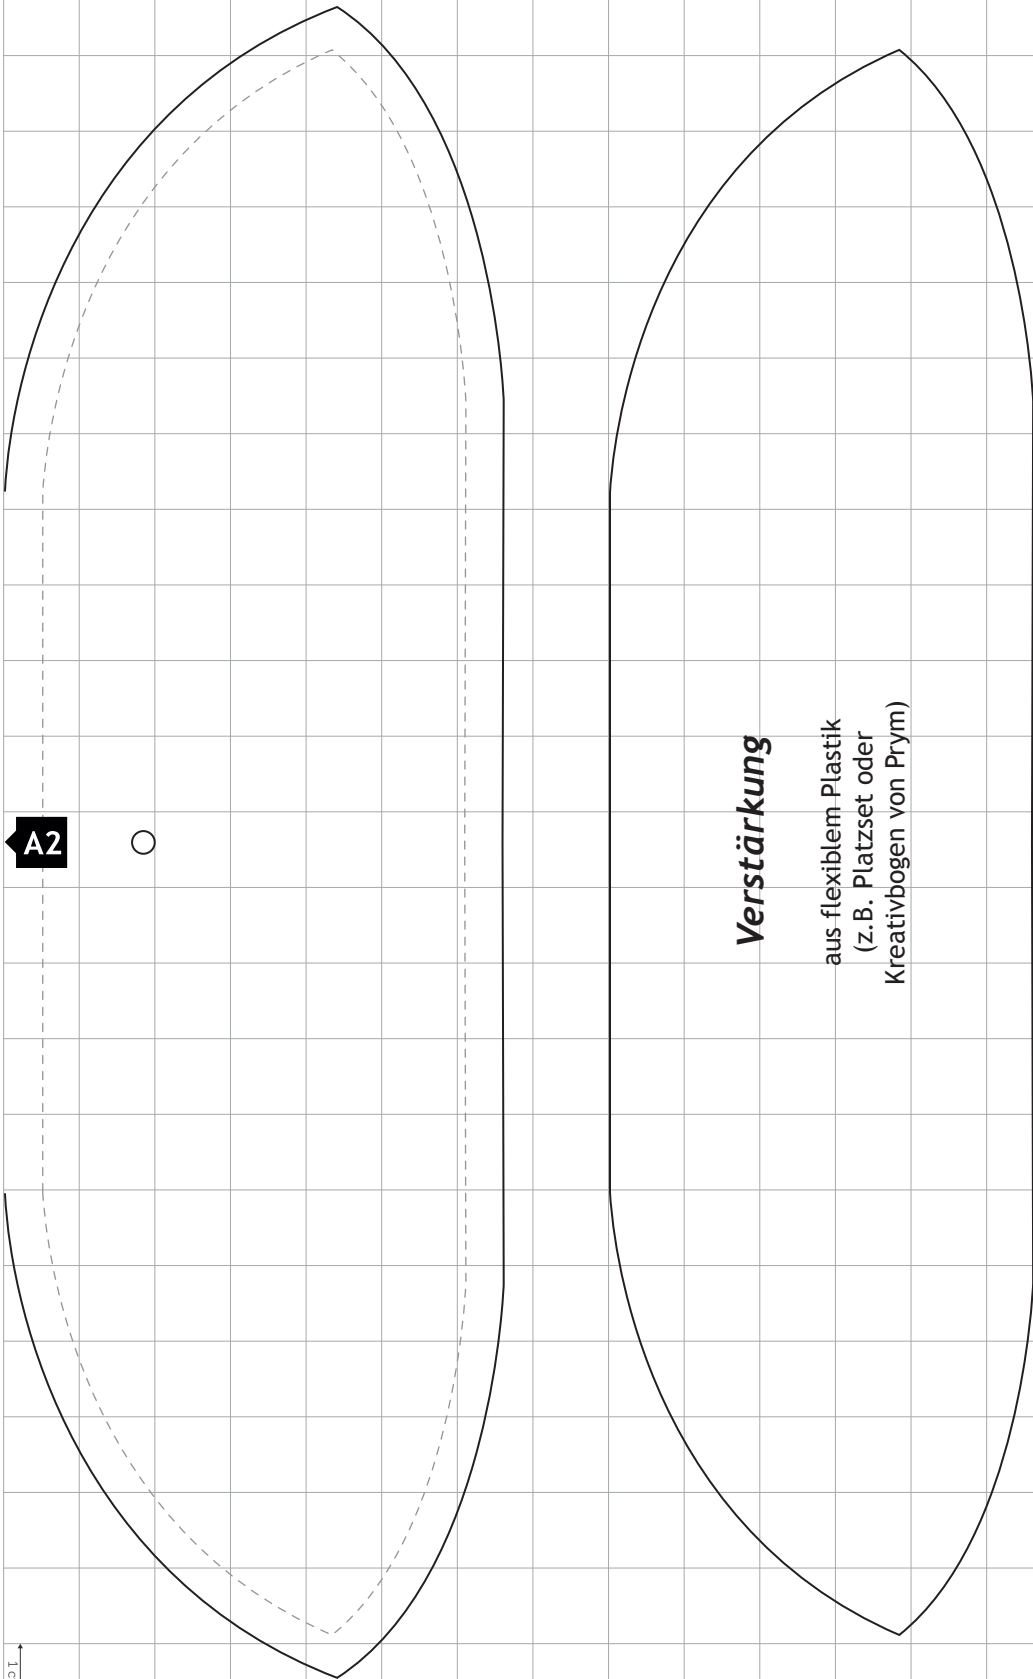 A2
Verstärkung
aus flexiblem Plastik
(z.B. Platzset oder
Kreativbogen von Prym)